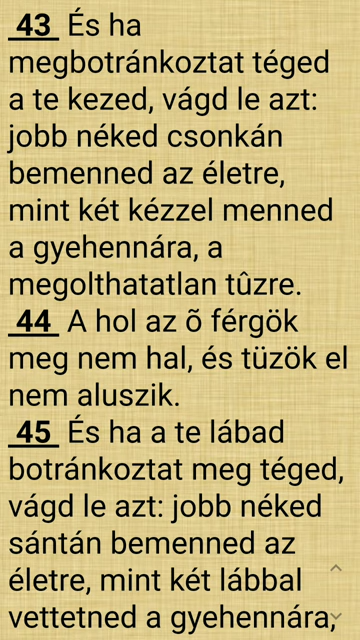 43 És ha
megbotránkoztat téged
a te kezed, vágd le azt:
jobb néked csonkán
bemenned az életre,
mint két kézzel menned
a gyehennára, a
megolthatatlan tûzre.
44 A hol az õ férgök
meg nem hal, és tüzök el
nem aluszik.
45 És ha a te lábad
botránkoztat meg téged,
vágd le azt: jobb néked
sántán bemenned az
életre, mint két lábbal
vettetned a gyehennára,